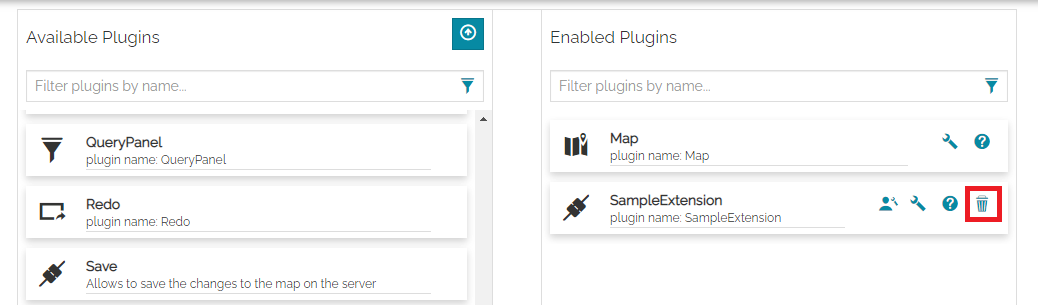 Available Plugins
Filter plugins by name...
QueryPanel
plugin name: QueryPanel
Redo
plugin name: Redo
Save
Allows to save the changes to the map on the server
Enabled Plugins
Filter plugins by name...
Map
plugin name: Map
SampleExtension
plugin name: SampleExtension